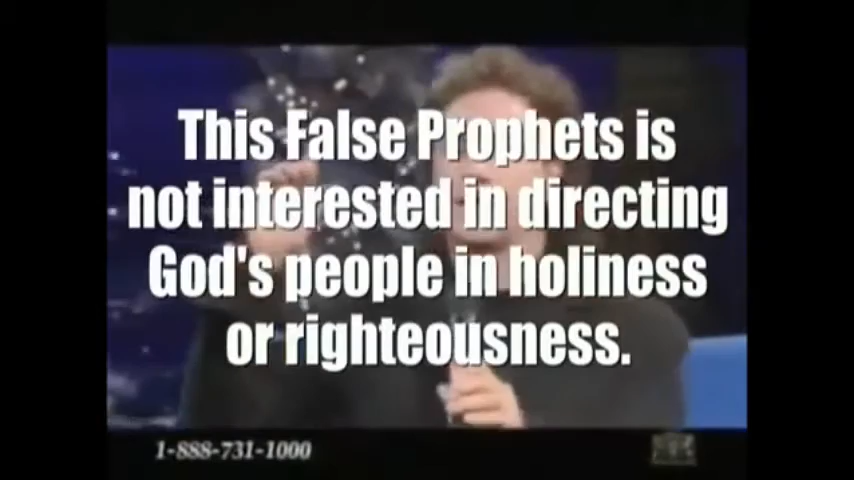 This False Prophets is
not interested in directing
God's people in holiness
or righteousness.
1-888-731-1000